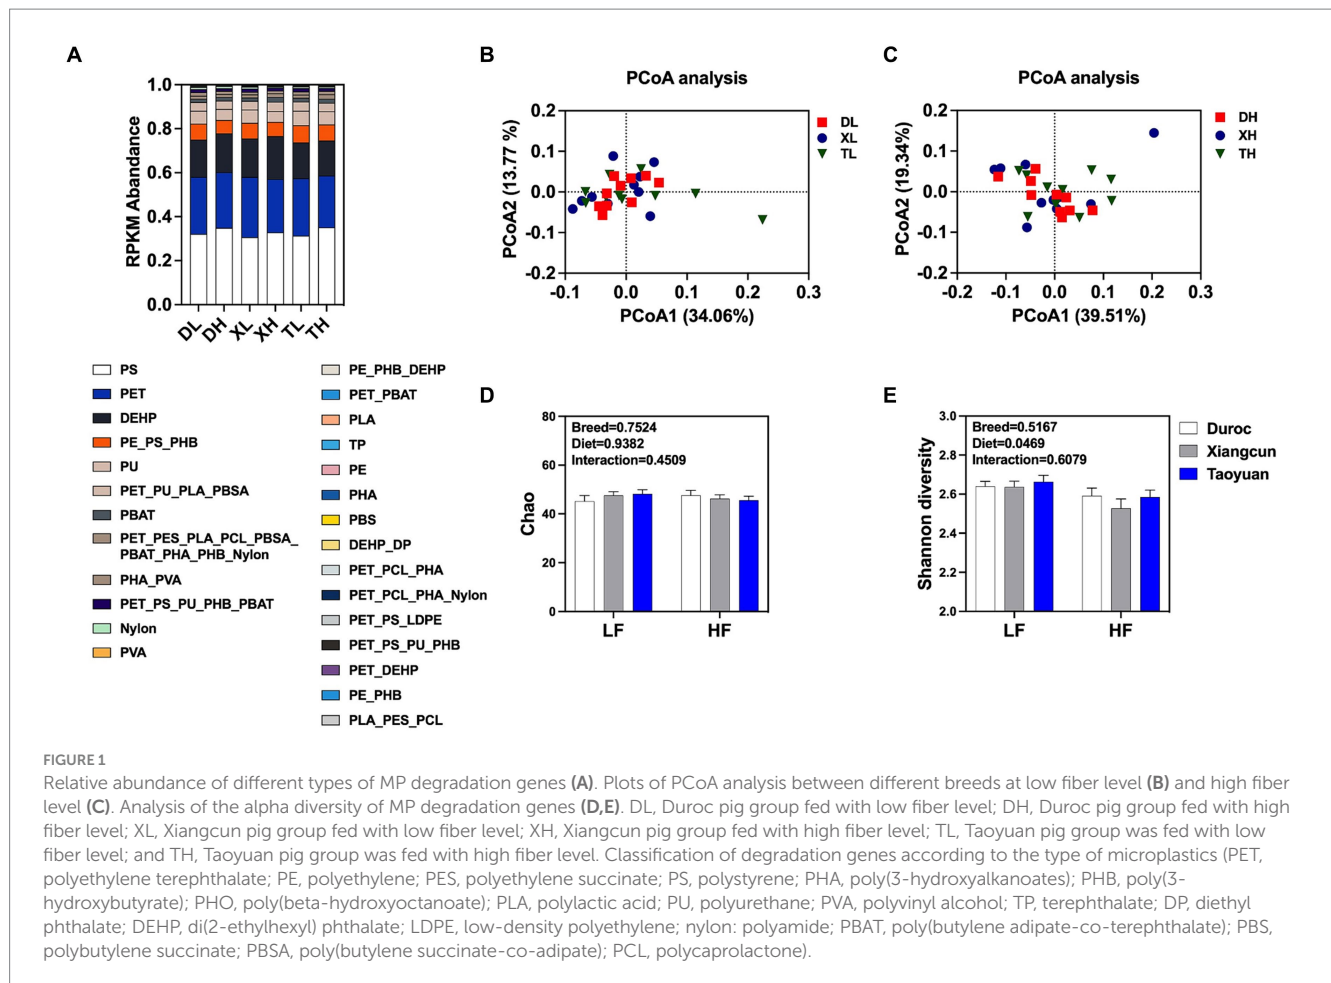 A
1.0
0.8
0.6
0.4
0.2
0.0
RPKM Abundance
DL
DH
XL
XH
TL
TH
PS
PET
DEHP
PE_PS_PHB
PU
PET_PU_PLA_PBSA
PBAT
PET_PES_PLA_PCL_PBSA_
PBAT_PHA_PHB_Nylon
PHA_PVA
PET_PS_PU_PHB_PBAT
Nylon
PVA
PE_PHB_DEHP
PET_PBAT
PLA
TP
PE
PHA
PBS
DEHP_DP
PET_PCL_PHA
PET_PCL_PHA_Nylon
PET_PS_LDPE
PET_PS_PU_PHB
PET_DEHP
PE_PHB
PLA_PES_PCL
B
PCoA analysis
0.2
0.1
0.0
-0.1
-0.2
PCoA2 (13.77 %)
-0.1
0.0
0.1
0.2
0.3
PCoA1 (34.06%)
DL
XL
TL
C
PCoA analysis
0.2
0.1
0.0
-0.1
-0.2
PCoA2 (19.34%)
-0.2
-0.1
0.0
0.1
0.2
0.3
PCoA1 (39.51%)
DH
XH
TH
D
80
60
40
20
0
Chao
Breed=0.7524
Diet=0.9382
Interaction=0.4509
LF
HF
E
3.0
2.8
2.6
2.4
2.2
2.0
Shannon diversity
Breed=0.5167
Diet=0.0469
Interaction=0.6079
LF
HF
Duroc
Xiangcun
Taoyuan
FIGURE 1
Relative abundance of different types of MP degradation genes (A). Plots of PCoA analysis between different breeds at low fiber level (B) and high fiber
level (C). Analysis of the alpha diversity of MP degradation genes (D,E). DL, Duroc pig group fed with low fiber level; DH, Duroc pig group fed with high
fiber level; XL, Xiangcun pig group fed with low fiber level; XH, Xiangcun pig group fed with high fiber level; TL, Taoyuan pig group was fed with low
fiber level; and TH, Taoyuan pig group was fed with high fiber level. Classification of degradation genes according to the type of microplastics (PET,
polyethylene terephthalate; PE, polyethylene; PES, polyethylene succinate; PS, polystyrene; PHA, poly(3-hydroxyalkanoates); PHB, poly(3-
hydroxybutyrate); PHO, poly(beta-hydroxyoctanoate); PLA, polylactic acid; PU, polyurethane; PVA, polyvinyl alcohol; TP, terephthalate; DP, diethyl
phthalate; DEHP, di(2-ethylhexyl) phthalate; LDPE, low-density polyethylene; nylon: polyamide; PBAT, poly(butylene adipate-co-terephthalate); PBS,
polybutylene succinate; PBSA, poly(butylene succinate-co-adipate); PCL, polycaprolactone).